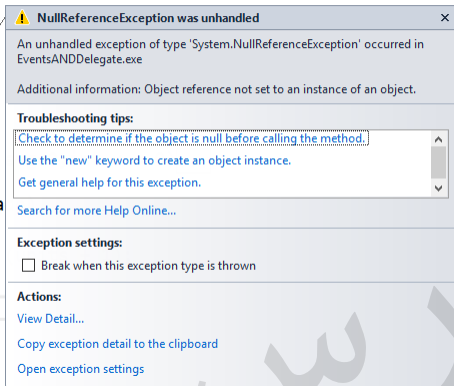 NullReferenceException was unhandled
An unhandled exception of type 'System.NullReferenceException' occurred in
EventsANDDelegate.exe
Additional information: Object reference not set to an instance of an object.
Troubleshooting tips:
Check to determine if the object is null before calling the method.
Use the "new" keyword to create an object instance.
Get general help for this exception.
Search for more Help Online...
Exception settings:
Break when this exception type is thrown
Actions:
View Detail...
Copy exception detail to the clipboard
Open exception settings